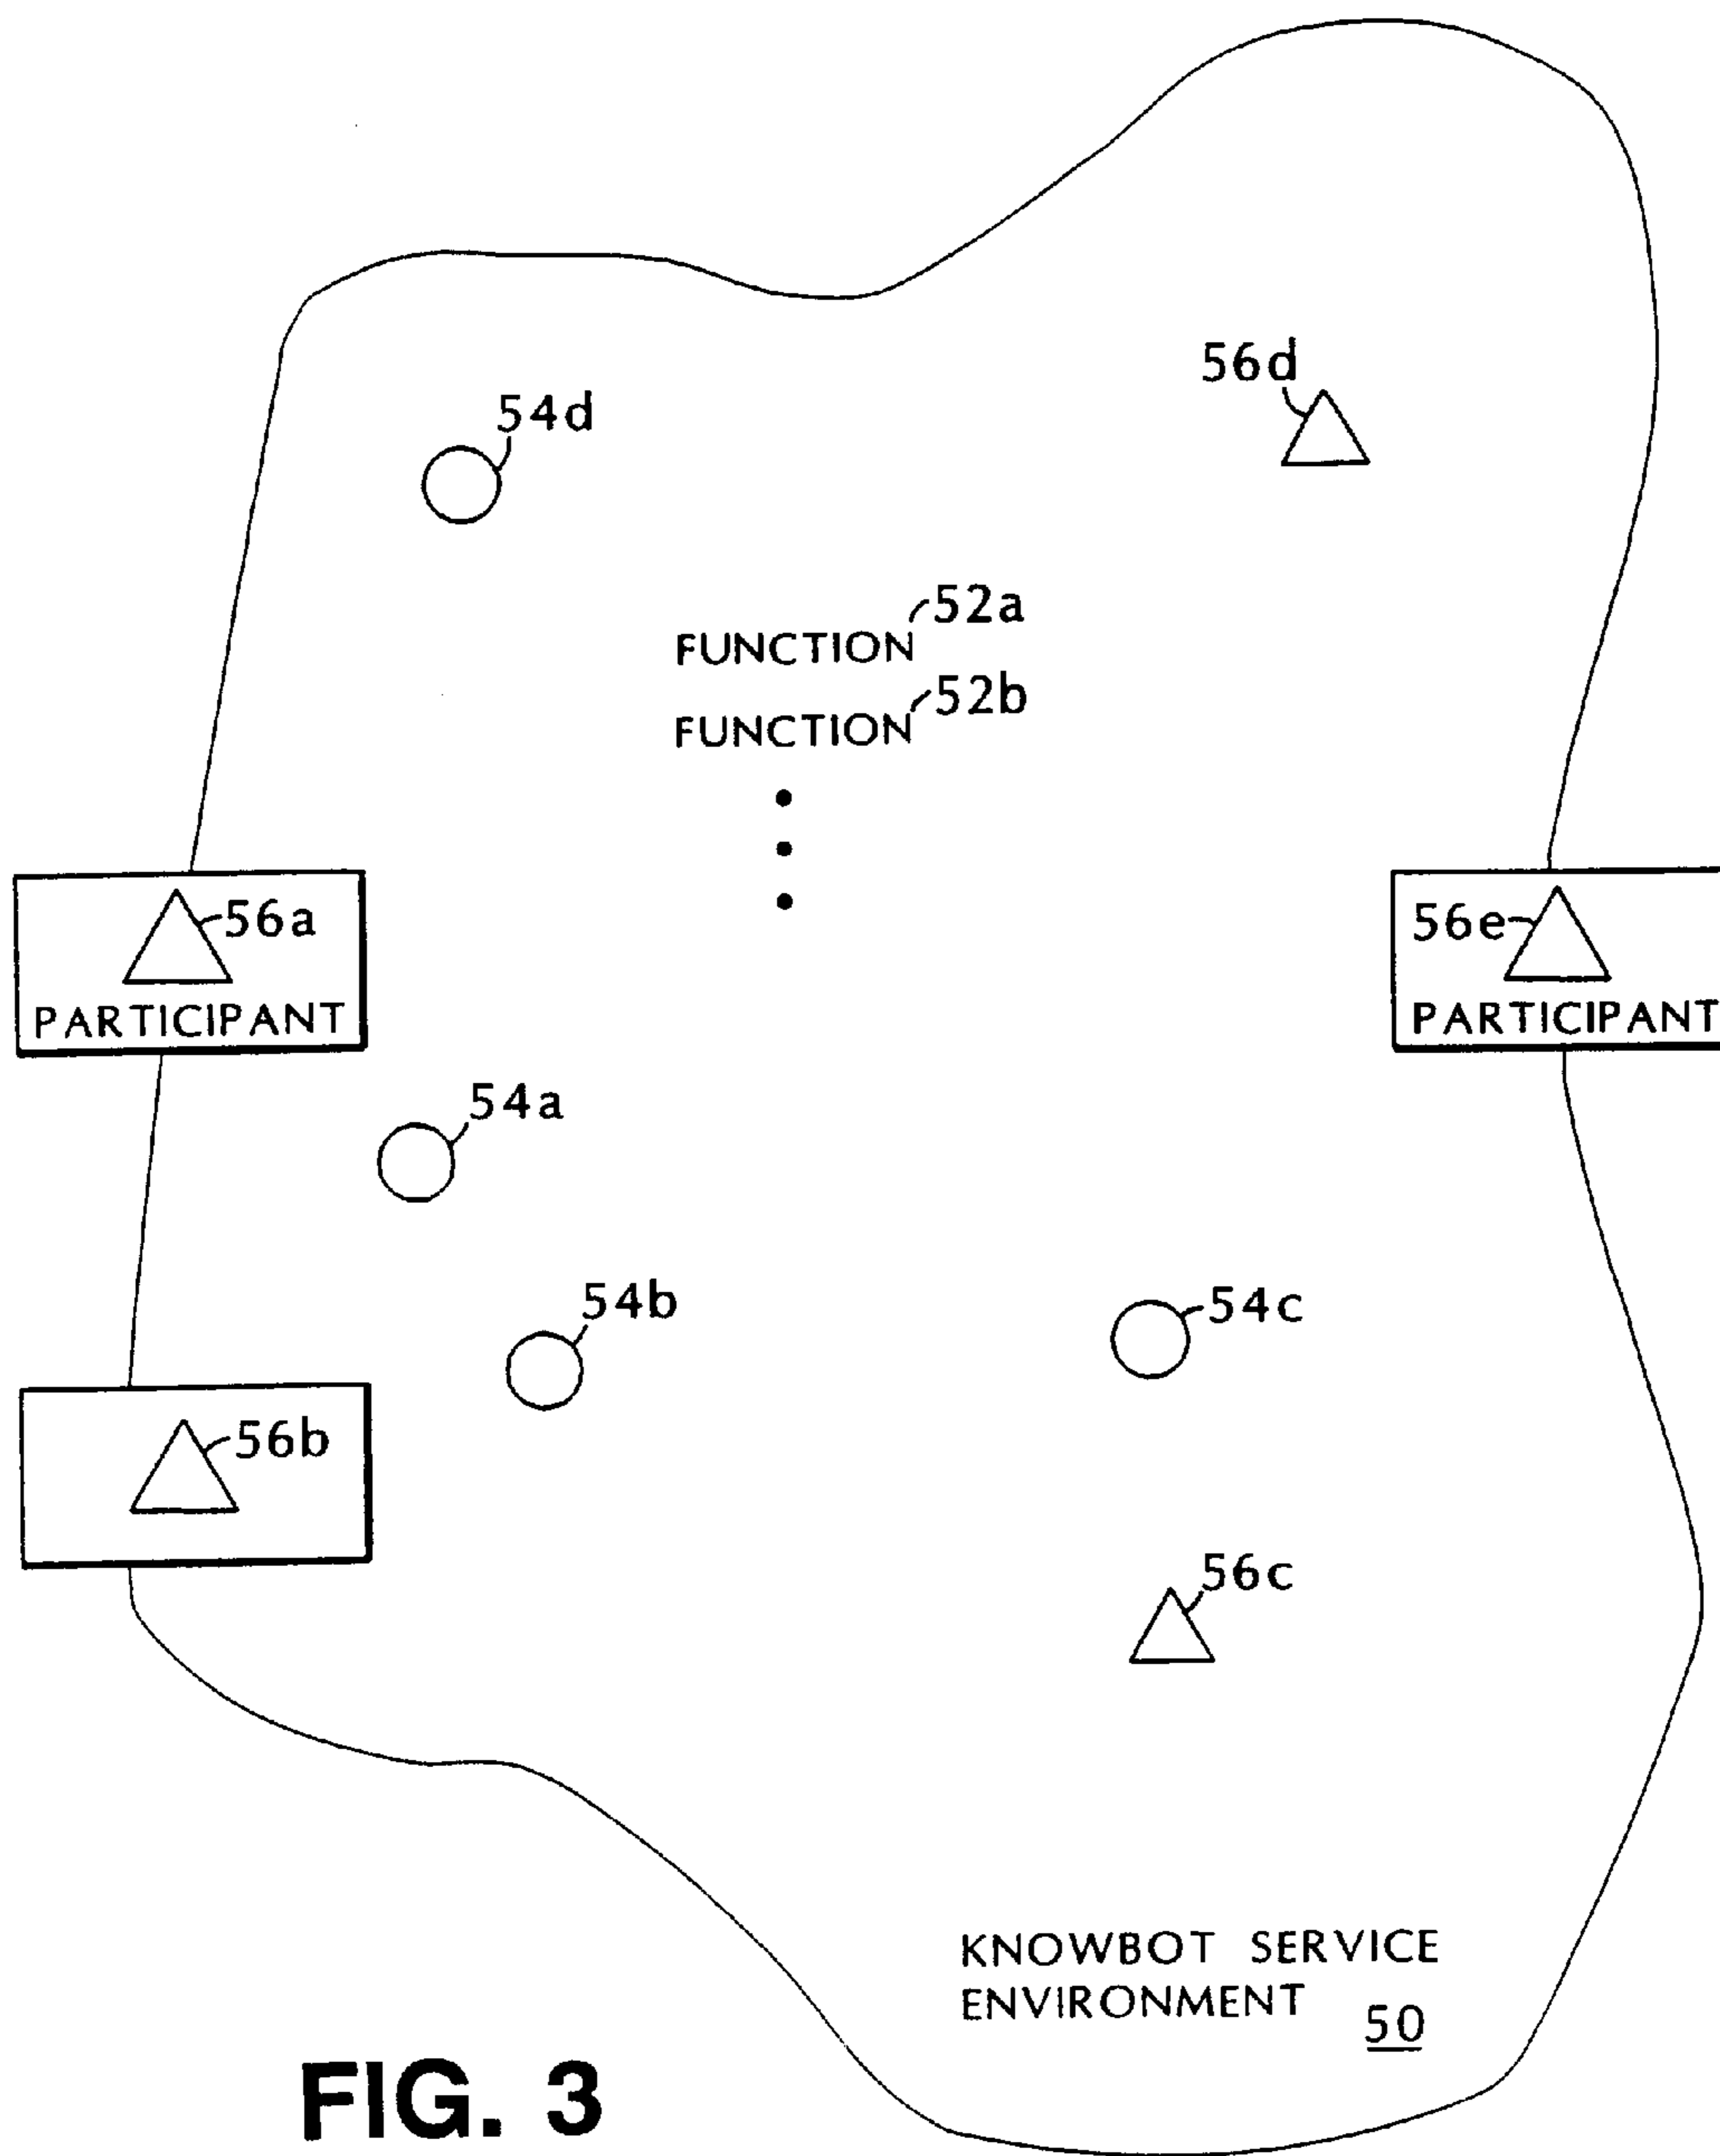 56d
54d
52a
FUNCTION
52b
FUNCTION
56a
PARTICIPANT
56e
PARTICIPANT
54a
54b
54c
56b
56c
KNOWBOT SERVICE
ENVIRONMENT
50
FIG. 3